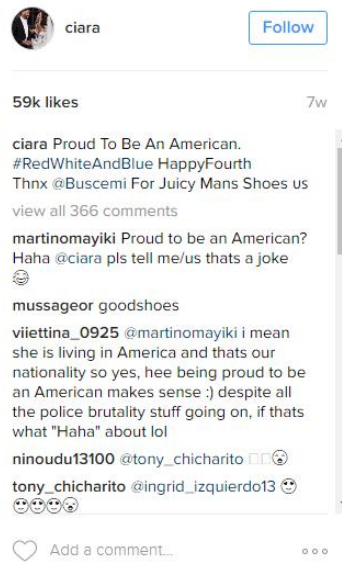 ciara
Follow
59k likes
7w
ciara Proud To Be An American.
#RedWhiteAndBlue HappyFourth
Thnx @Buscemi For Juicy Mans Shoes us
view all 366 comments
martinomayiki Proud to be an American?
Haha @ciara pls tell me/us thats a joke
😂
mussageor goodshoes
viiettina_0925 @martinomayiki i mean
she is living in America and thats our
nationality so yes, hee being proud to be
an American makes sense :) despite all
the police brutality stuff going on, if thats
what "Haha" about lol
ninoudu13100 @tony_chicharito □□😮
tony_chicharito @ingrid_izquierdo13 🙄
🙄🙄🙄😮
Add a comment...